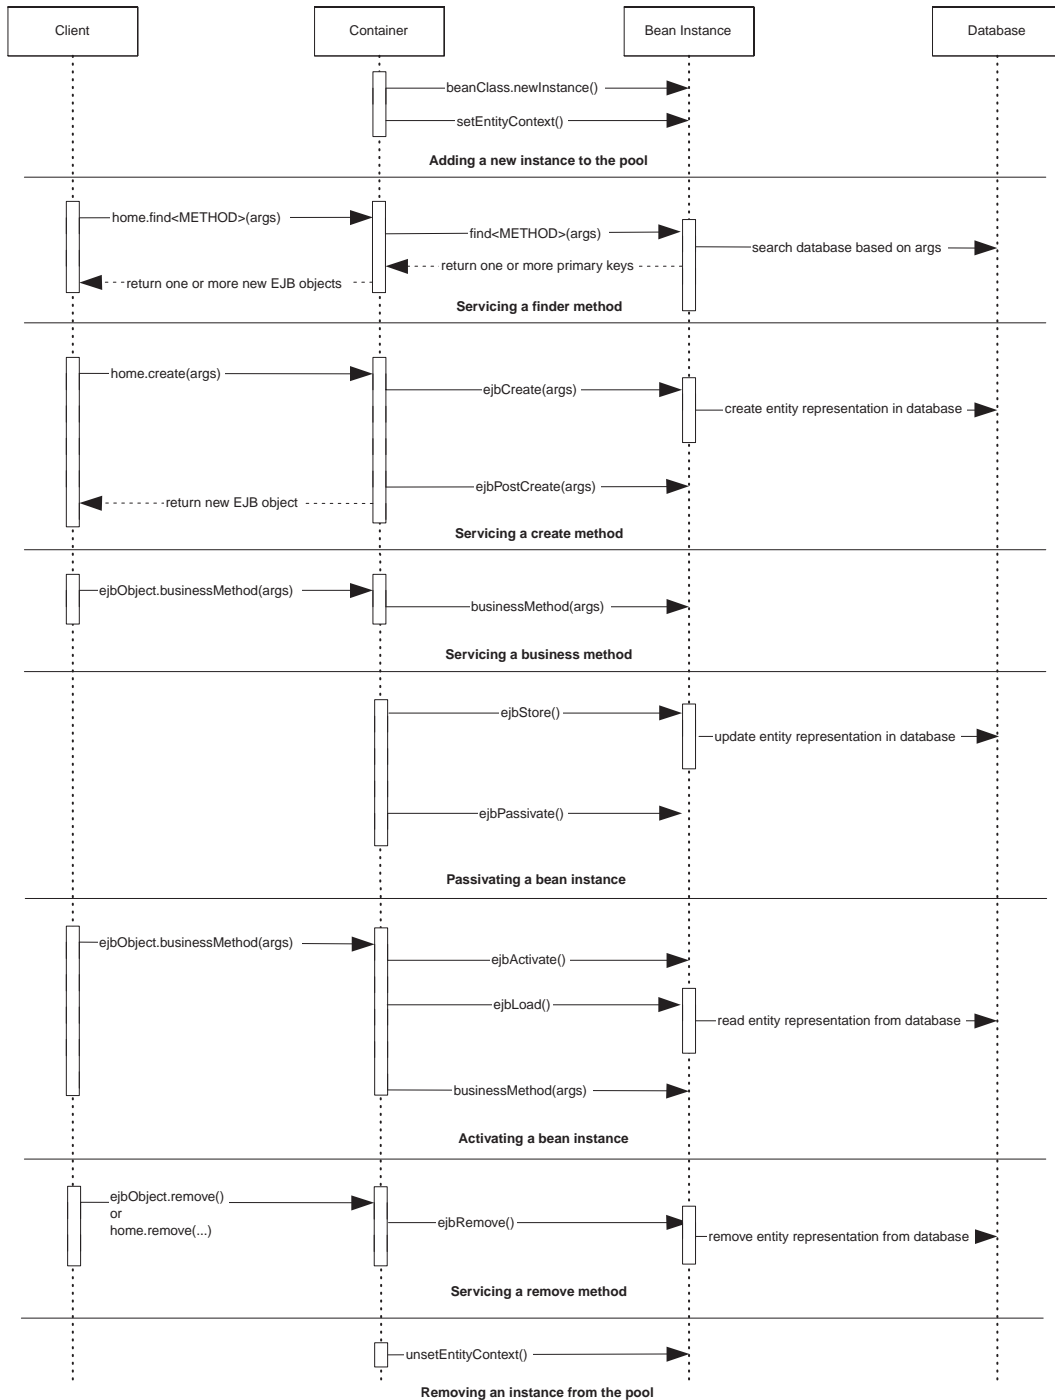 Client
Container
Bean Instance
Database
beanClass.newInstance()
setEntityContext()
Adding a new instance to the pool
home.find<METHOD>(args)
find<METHOD>(args)
search database based on args
return one or more primary keys
return one or more new EJB objects
Servicing a finder method
home.create(args)
ejbCreate(args)
create entity representation in database
ejbPostCreate(args)
return new EJB object
Servicing a create method
ejbObject.businessMethod(args)
businessMethod(args)
Servicing a business method
ejbStore()
update entity representation in database
ejbPassivate()
Passivating a bean instance
ejbObject.businessMethod(args)
ejbActivate()
ejbLoad()
read entity representation from database
businessMethod(args)
Activating a bean instance
ejbObject.remove()
or
home.remove(...)
ejbRemove()
remove entity representation from database
Servicing a remove method
unsetEntityContext()
Removing an instance from the pool